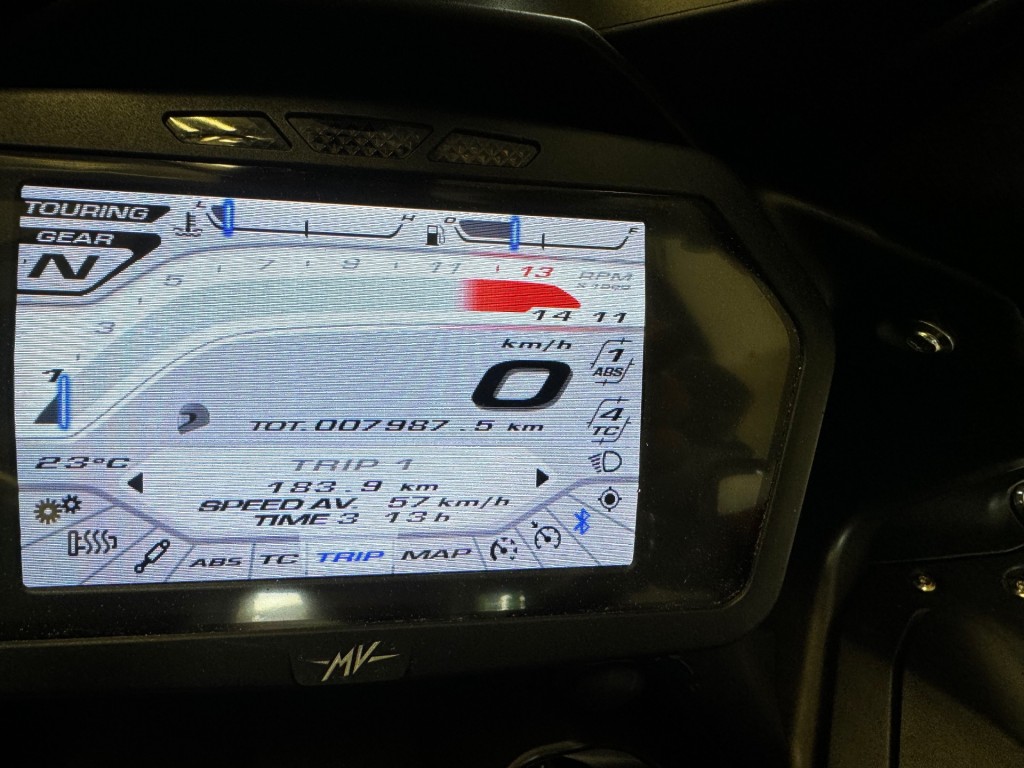 TOURING
L H
0 F
GEAR
N
1 3 5 7 9 11 13
RPM
X 1000
14 11
km/h
0
1
ABS
TOT. 007987.5 km
4
TC
23°C
TRIP 1
183.9 km
SPEED AV. 57 km/h
TIME 3 13h
ABS TC TRIP MAP
MV